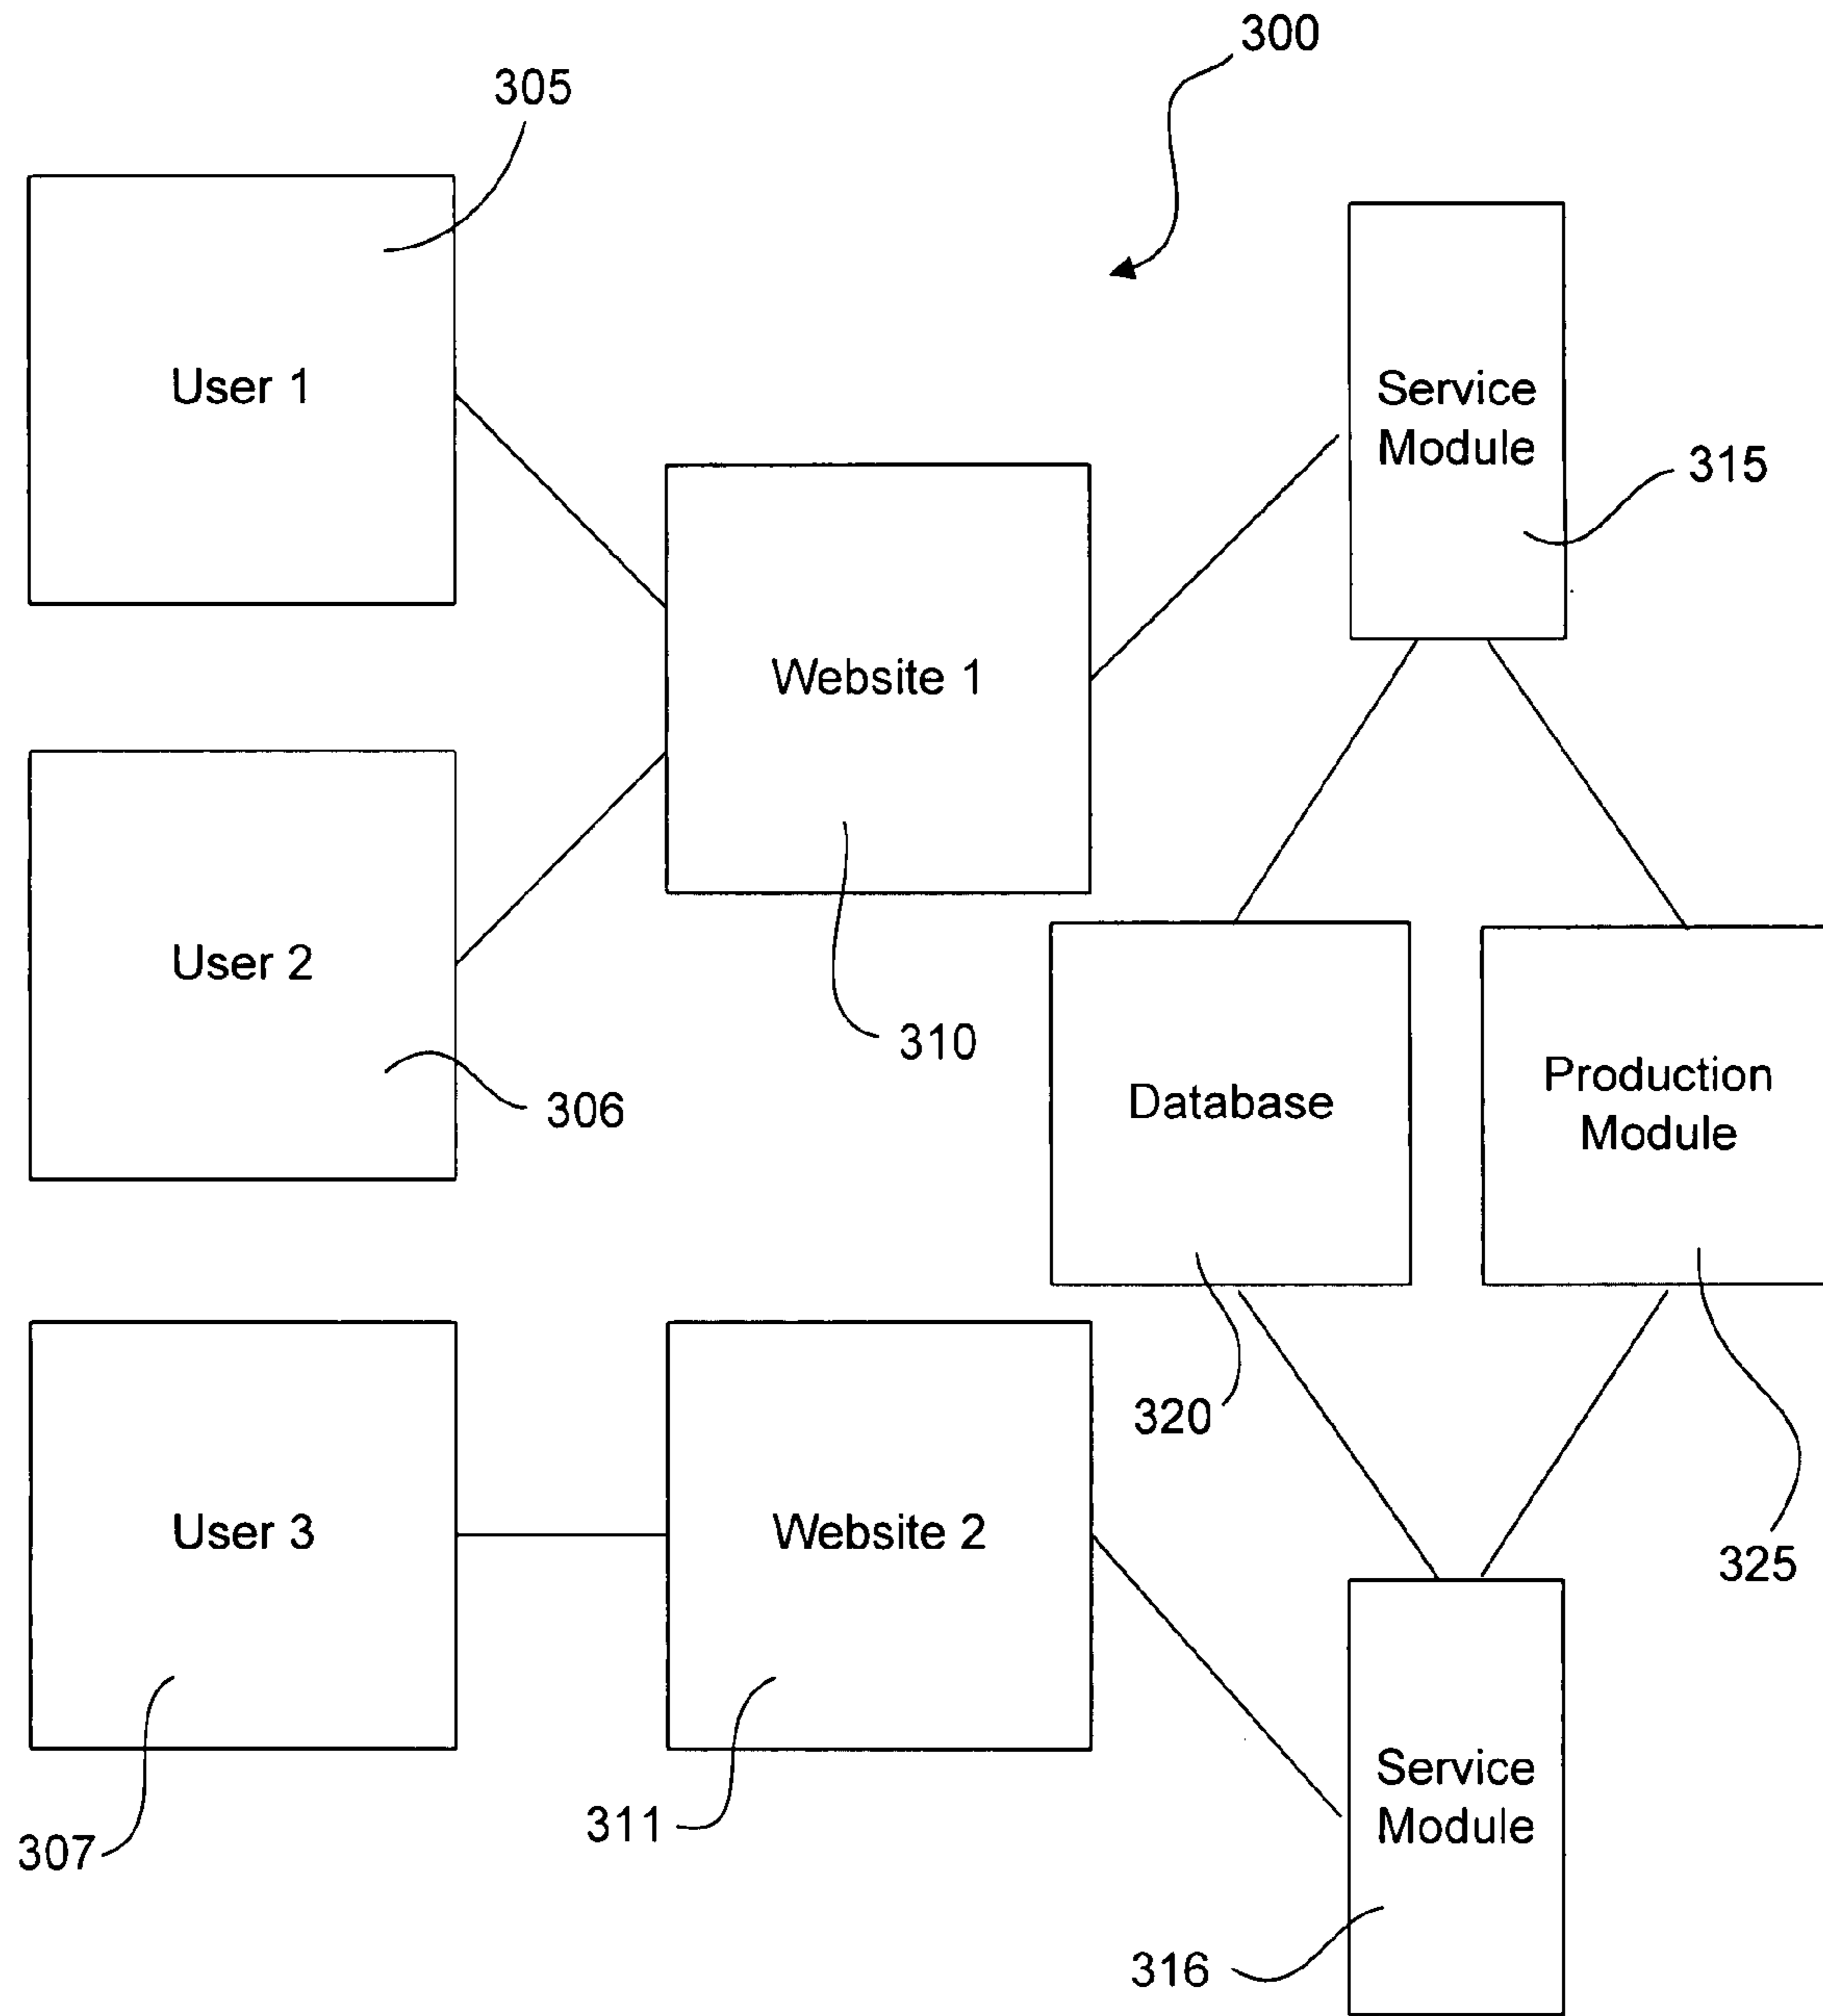 300
305
User 1
Service
Module
315
Website 1
User 2
310
306
Database
Production
Module
320
User 3
Website 2
325
307
311
Service
Module
316